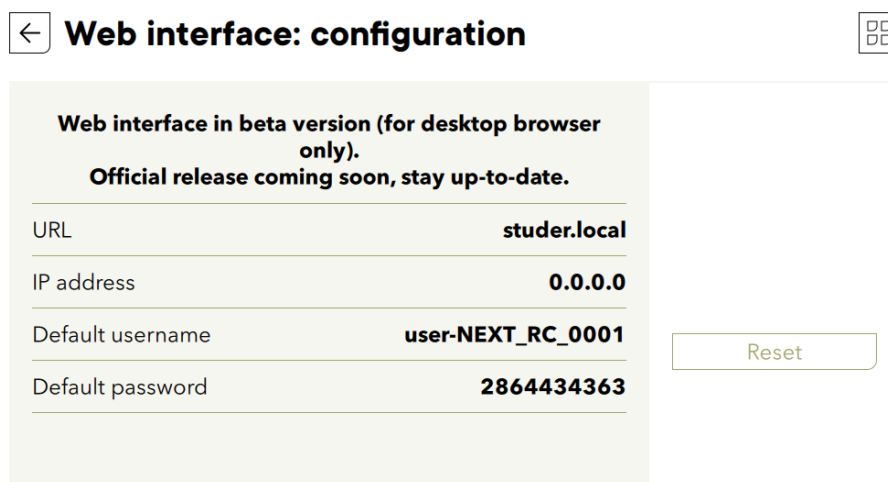 Web interface: configuration
Web interface in beta version (for desktop browser
only).
Official release coming soon, stay up-to-date.
URL studer.local
IP address 0.0.0.0
Default username user-NEXT_RC_0001
Default password 2864434363
Reset